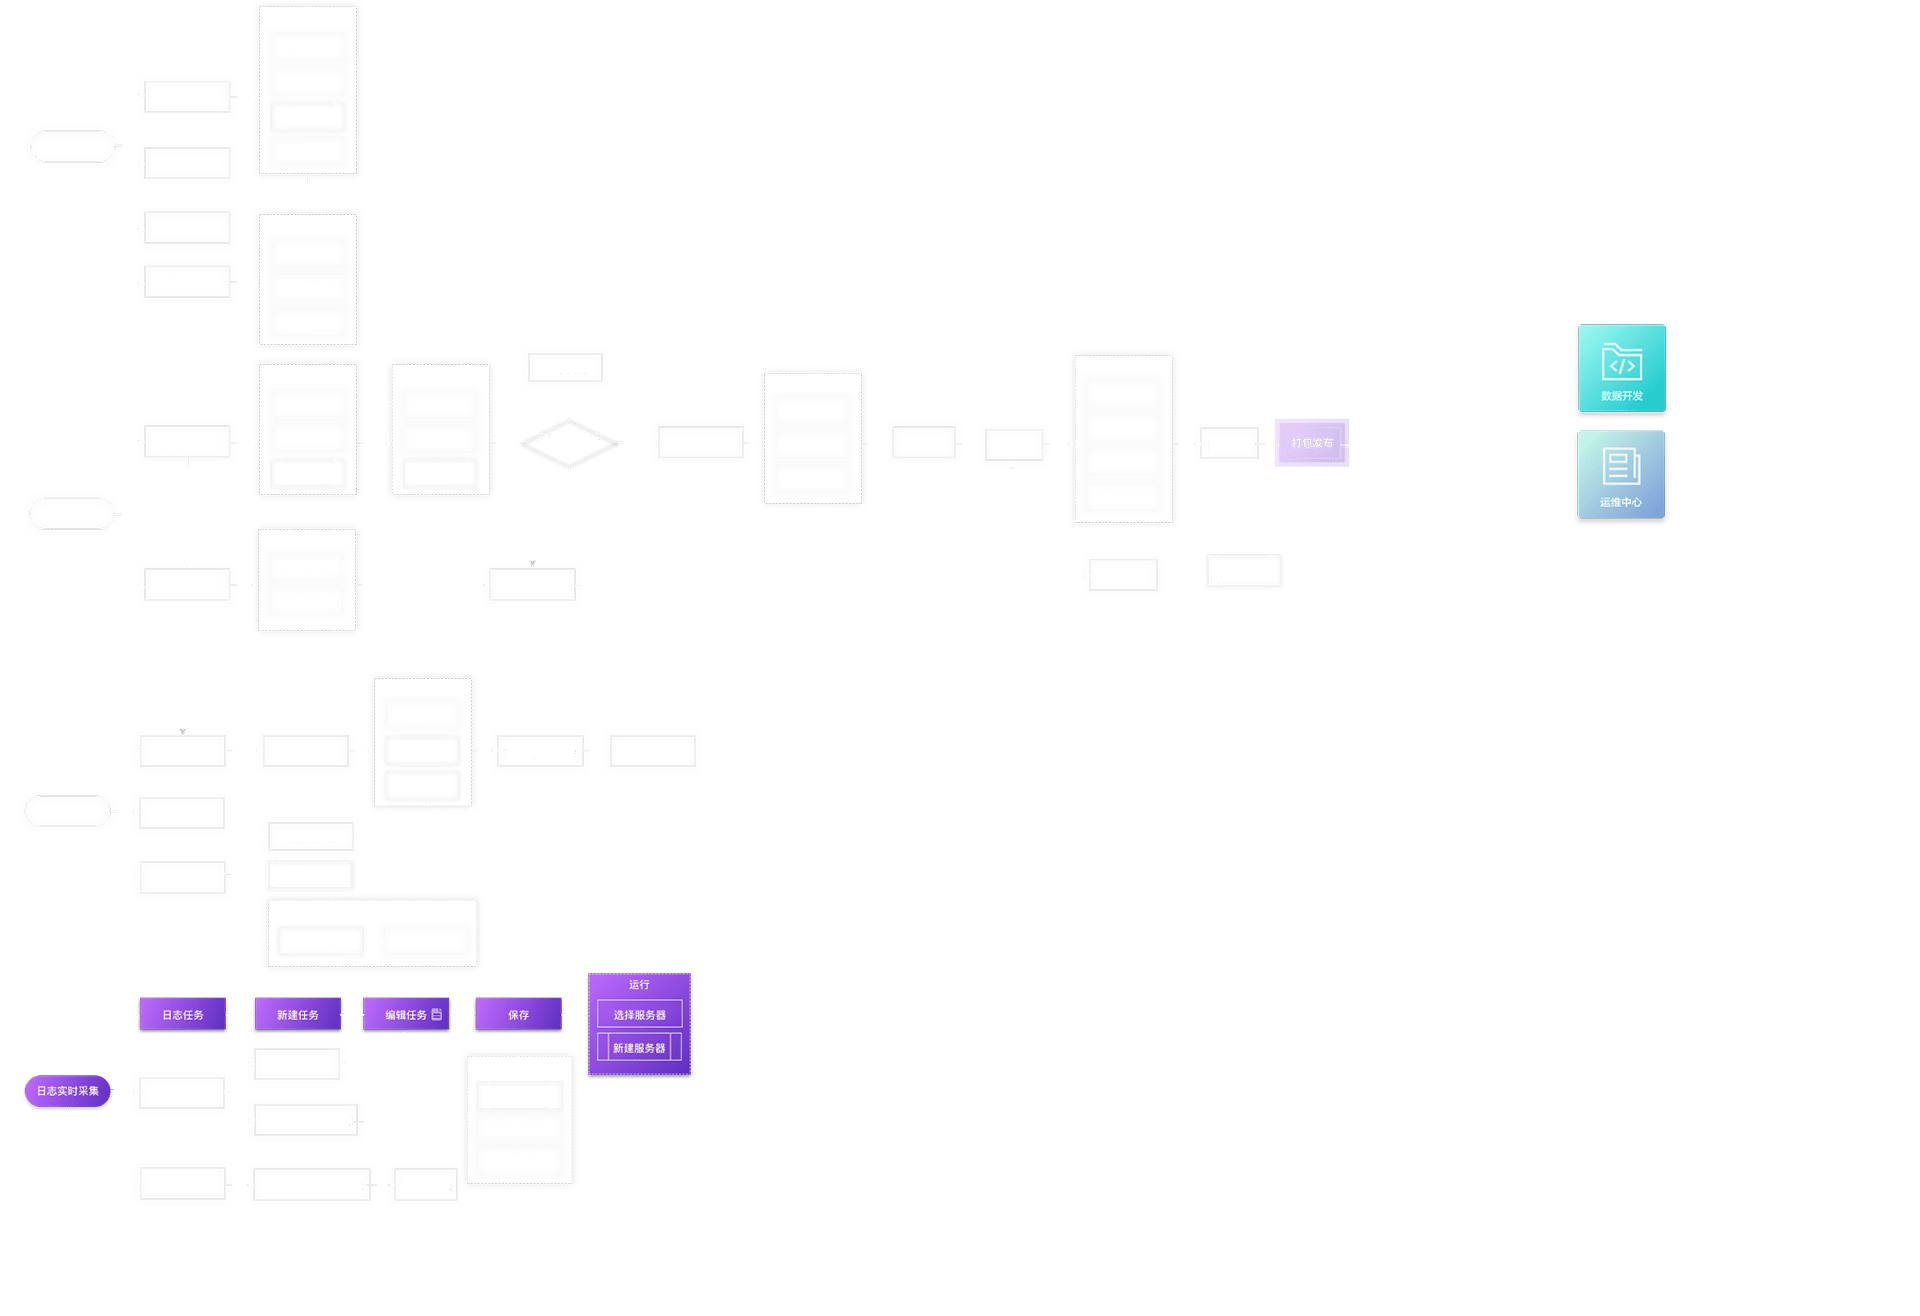 数据开发
打包发布
运维中心
运行
日志任务
新建任务
编辑任务
保存
选择服务器
新建服务器
日志实时采集